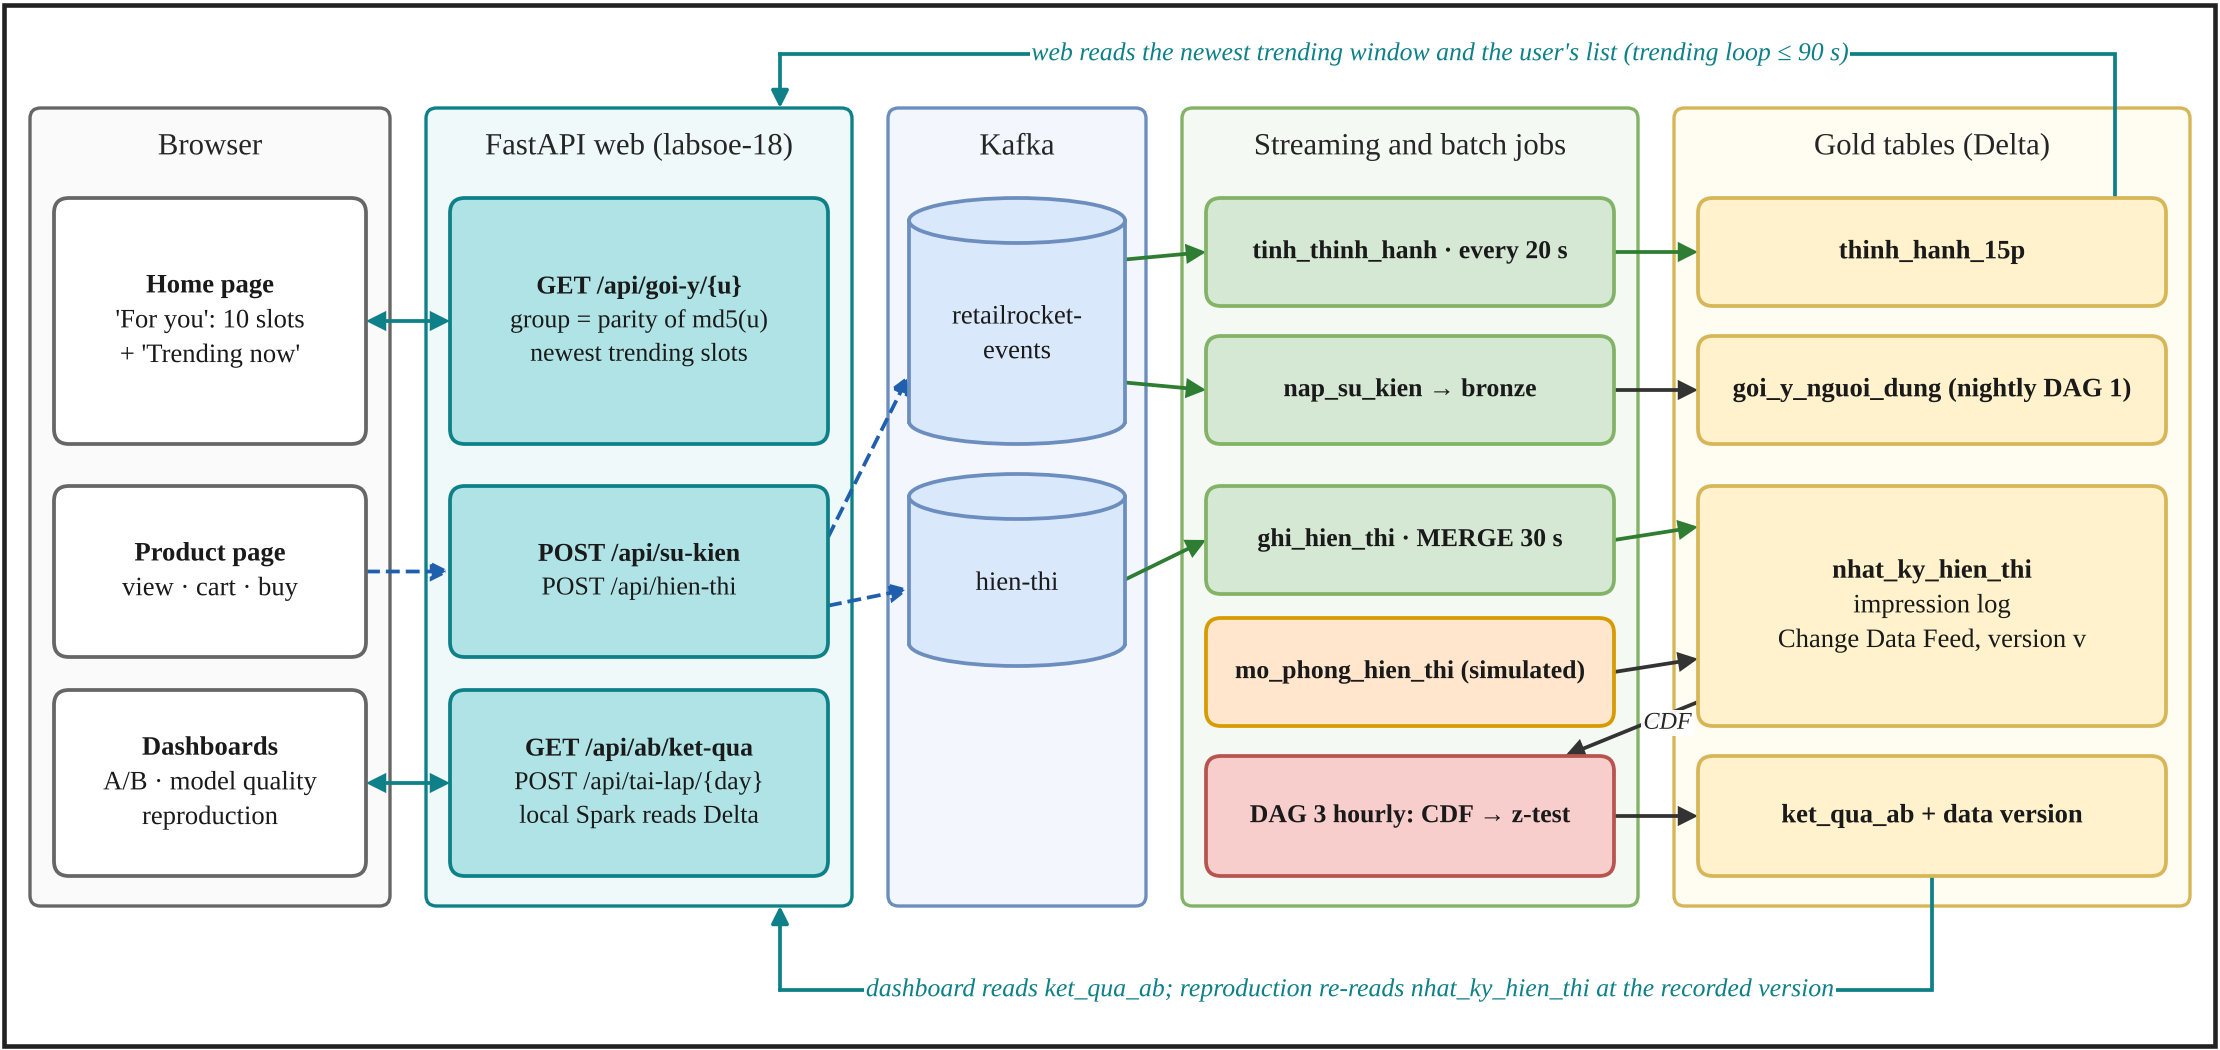 web reads the newest trending window and the user's list (trending loop ≤ 90 s)
Browser
Home page
'For you': 10 slots
+ 'Trending now'
Product page
view · cart · buy
Dashboards
A/B · model quality
reproduction
FastAPI web (labsoe-18)
GET /api/goi-y/{u}
group = parity of md5(u)
newest trending slots
POST /api/su-kien
POST /api/hien-thi
GET /api/ab/ket-qua
POST /api/tai-lap/{day}
local Spark reads Delta
Kafka
retailrocket-
events
hien-thi
Streaming and batch jobs
tinh_thinh_hanh · every 20 s
nap_su_kien → bronze
ghi_hien_thi · MERGE 30 s
mo_phong_hien_thi (simulated)
CDF
DAG 3 hourly: CDF → z-test
Gold tables (Delta)
thinh_hanh_15p
goi_y_nguoi_dung (nightly DAG 1)
nhat_ky_hien_thi
impression log
Change Data Feed, version v
ket_qua_ab + data version
dashboard reads ket_qua_ab; reproduction re-reads nhat_ky_hien_thi at the recorded version